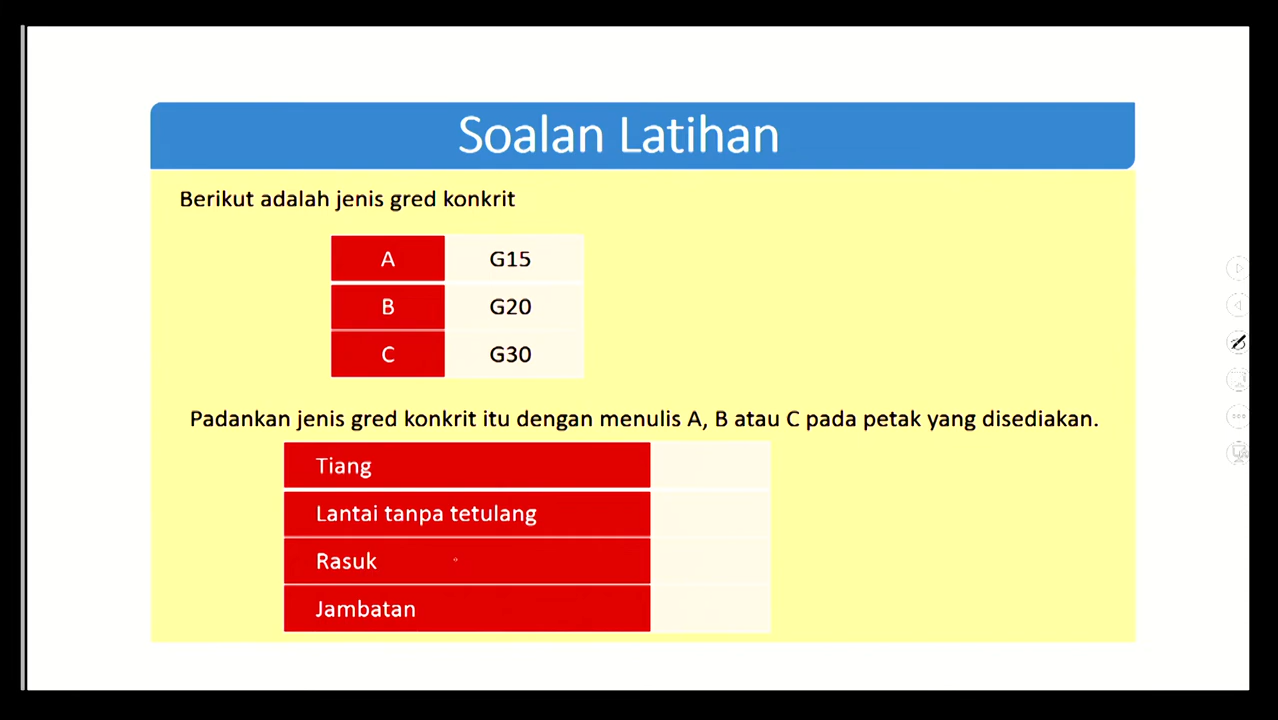 Soalan Latihan
Berikut adalah jenis gred konkrit
A G15
B G20
C G30
Padankan jenis gred konkrit itu dengan menulis A, B atau C pada petak yang disediakan.
Tiang
Lantai tanpa tetulang
Rasuk
Jambatan